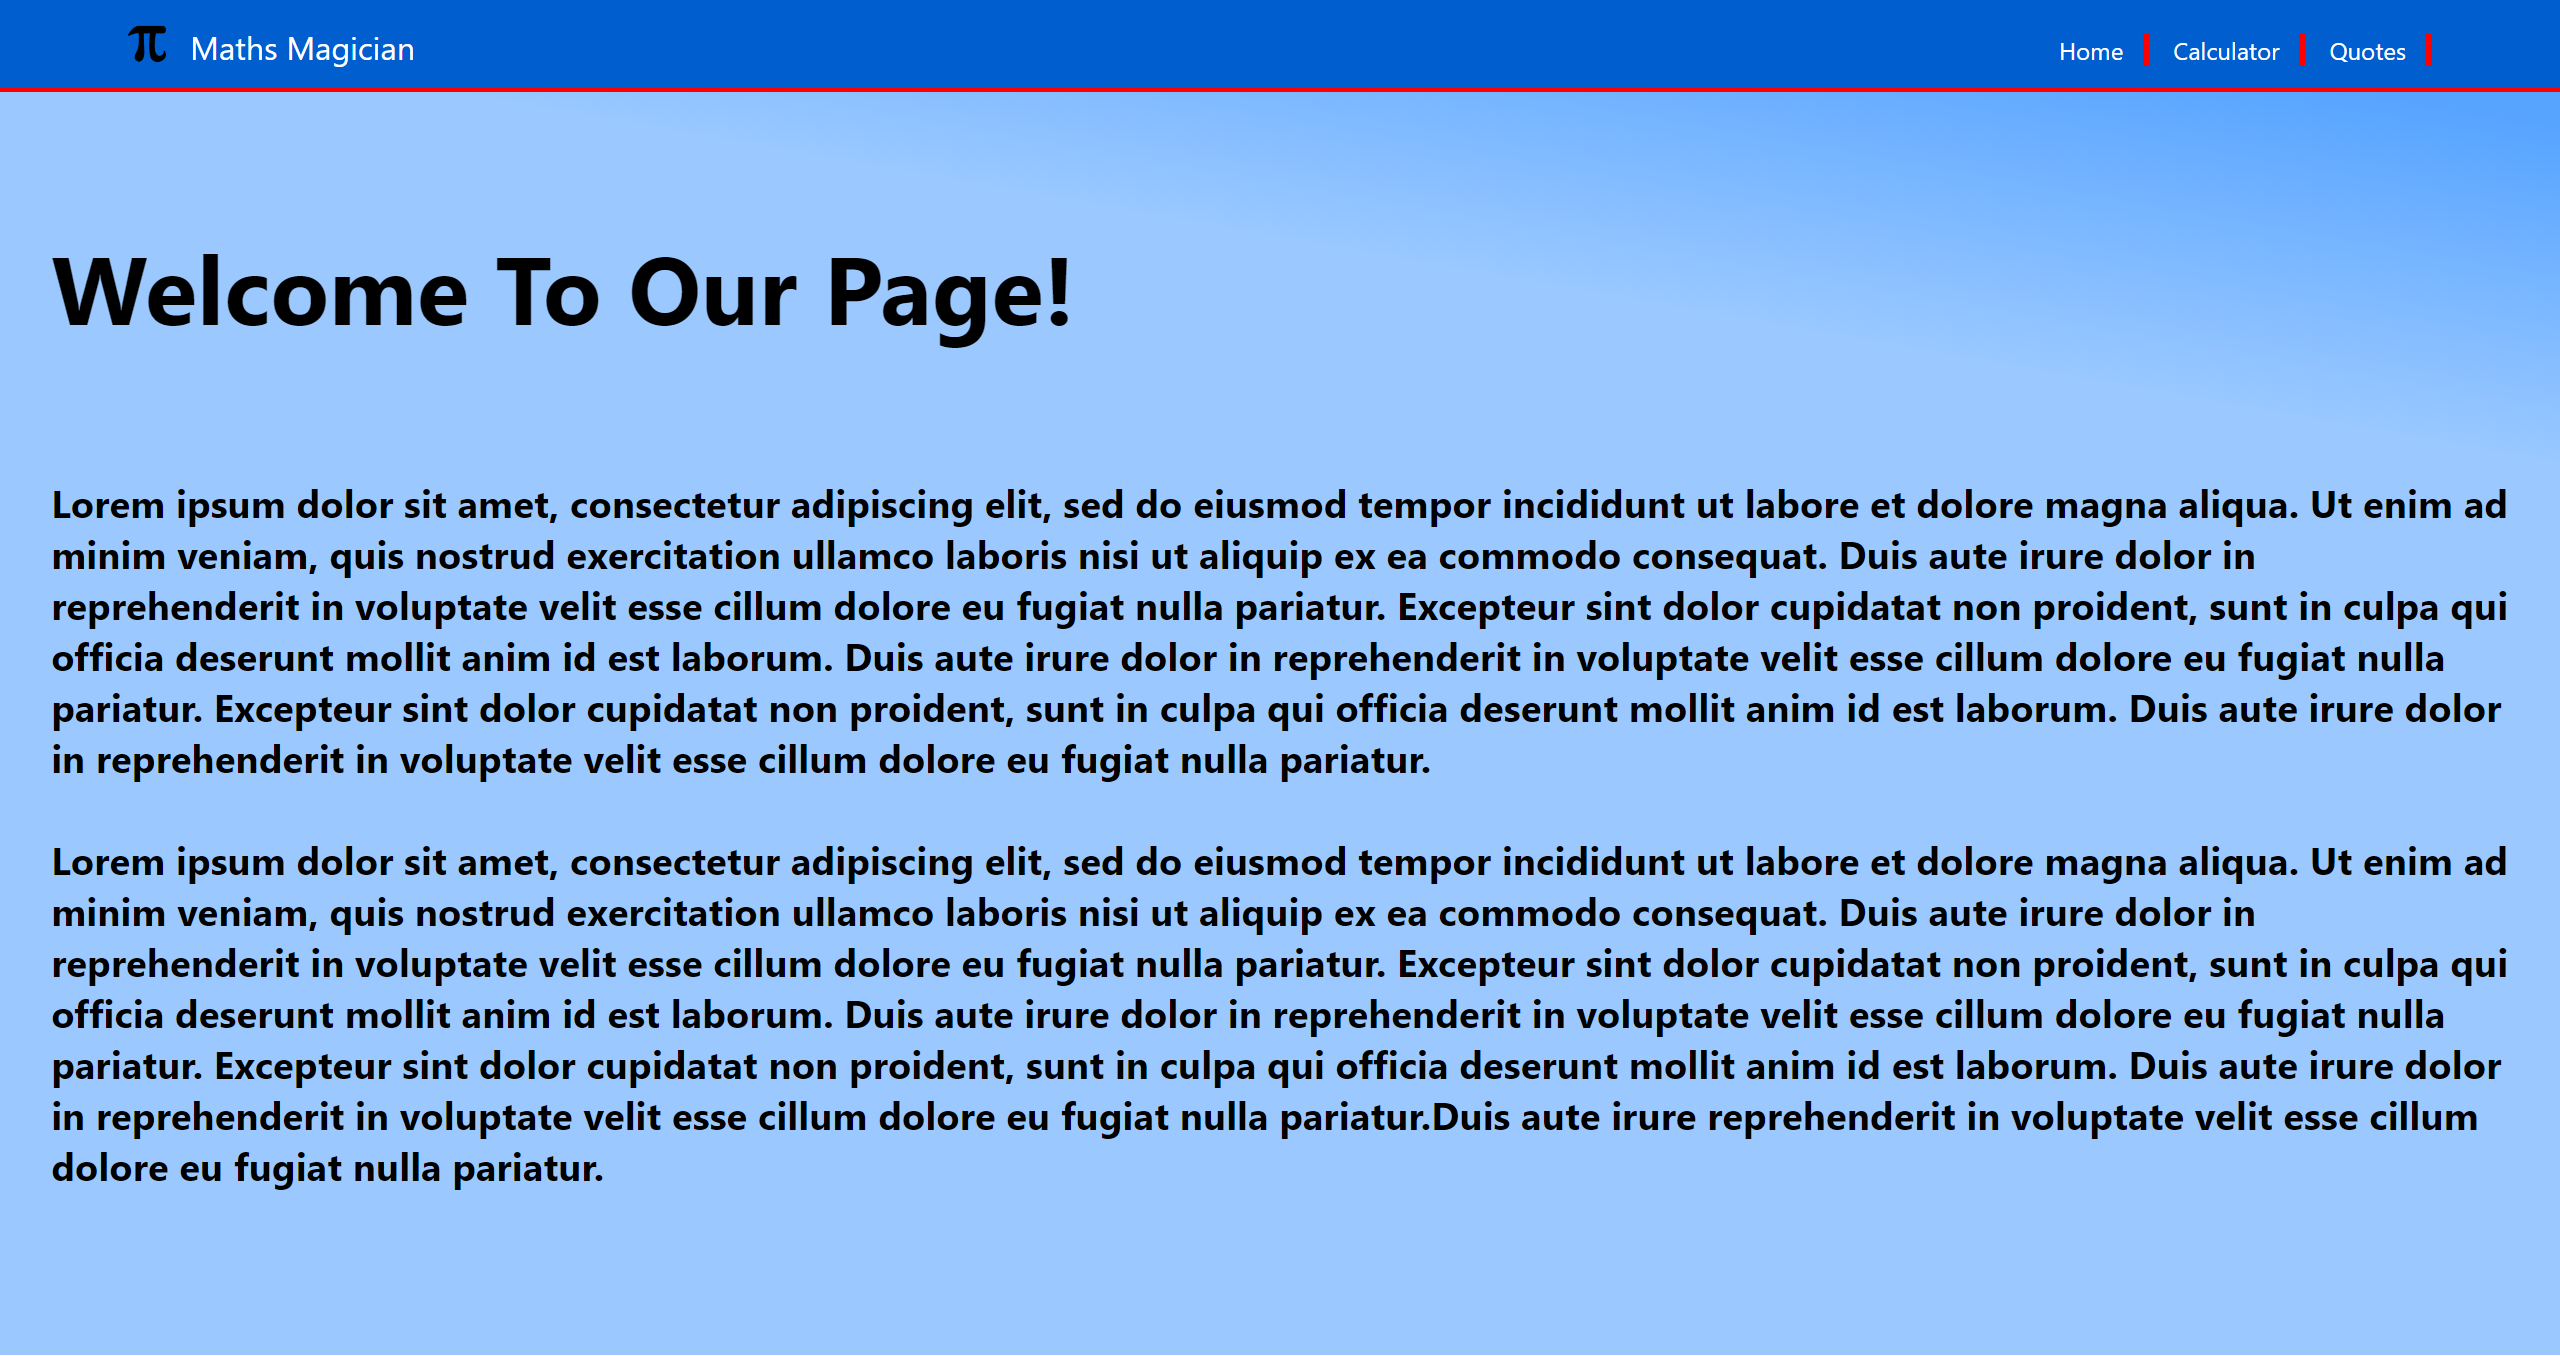 π Maths Magician
Home
Calculator
Quotes
Welcome To Our Page!
Lorem ipsum dolor sit amet, consectetur adipiscing elit, sed do eiusmod tempor incididunt ut labore et dolore magna aliqua. Ut enim ad
minim veniam, quis nostrud exercitation ullamco laboris nisi ut aliquip ex ea commodo consequat. Duis aute irure dolor in
reprehenderit in voluptate velit esse cillum dolore eu fugiat nulla pariatur. Excepteur sint dolor cupidatat non proident, sunt in culpa qui
officia deserunt mollit anim id est laborum. Duis aute irure dolor in reprehenderit in voluptate velit esse cillum dolore eu fugiat nulla
pariatur. Excepteur sint dolor cupidatat non proident, sunt in culpa qui officia deserunt mollit anim id est laborum. Duis aute irure dolor
in reprehenderit in voluptate velit esse cillum dolore eu fugiat nulla pariatur.
Lorem ipsum dolor sit amet, consectetur adipiscing elit, sed do eiusmod tempor incididunt ut labore et dolore magna aliqua. Ut enim ad
minim veniam, quis nostrud exercitation ullamco laboris nisi ut aliquip ex ea commodo consequat. Duis aute irure dolor in
reprehenderit in voluptate velit esse cillum dolore eu fugiat nulla pariatur. Excepteur sint dolor cupidatat non proident, sunt in culpa qui
officia deserunt mollit anim id est laborum. Duis aute irure dolor in reprehenderit in voluptate velit esse cillum dolore eu fugiat nulla
pariatur. Excepteur sint dolor cupidatat non proident, sunt in culpa qui officia deserunt mollit anim id est laborum. Duis aute irure dolor
in reprehenderit in voluptate velit esse cillum dolore eu fugiat nulla pariatur.Duis aute irure reprehenderit in voluptate velit esse cillum
dolore eu fugiat nulla pariatur.